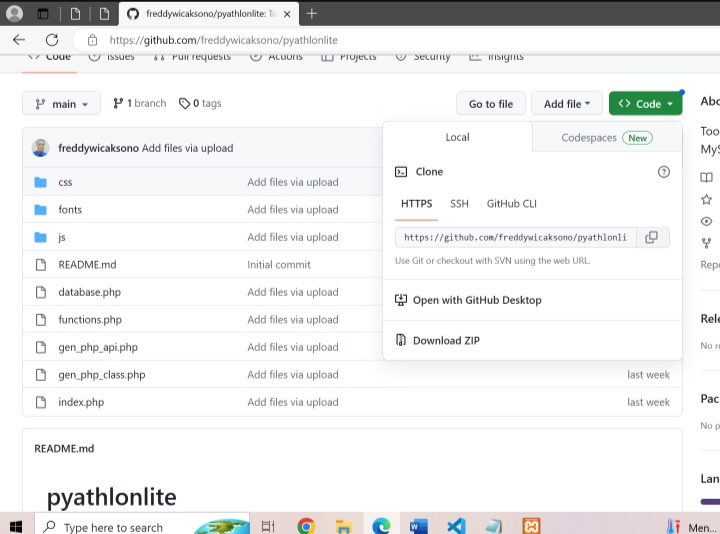 freddywicaksono/pyathlonlite: To
https://github.com/freddywicaksono/pyathlonlite
Code Issues Pull requests Actions Projects Security Insights
main 1 branch 0 tags Go to file Add file Code
Abo
freddywicaksono Add files via upload
Local Codespaces New
Too
MyS
Clone
css Add files via upload
HTTPS SSH GitHub CLI
fonts Add files via upload
js Add files via upload
https://github.com/freddywicaksono/pyathlonli
Use Git or checkout with SVN using the web URL.
README.md Initial commit
Repo
database.php Add files via upload
Open with GitHub Desktop
functions.php Add files via upload
Rele
Download ZIP
gen_php_api.php Add files via upload
No re
gen_php_class.php Add files via upload last week
index.php Add files via upload last week
Pac
No p
README.md
Lan
pyathlonlite
Type here to search
Men...